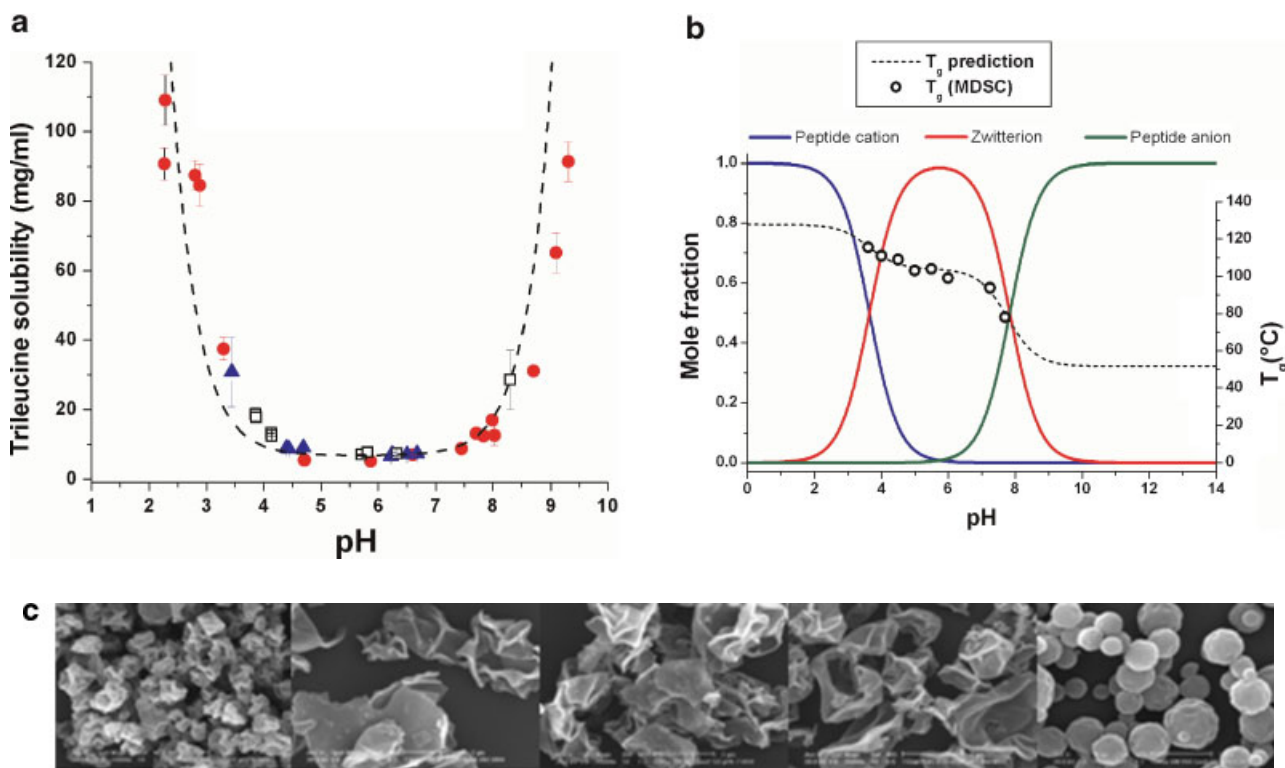 a
Trileucine solubility (mg/ml)
120
100
80
60
40
20
0
1 2 3 4 5 6 7 8 9 10
pH
b
T_g prediction
T_g (MDSC)
Peptide cation Zwitterion Peptide anion
Mole fraction
1.0
0.8
0.6
0.4
0.2
0.0
140
120
100
80
60
40
20
0
T_g (°C)
0 2 4 6 8 10 12 14
pH
c